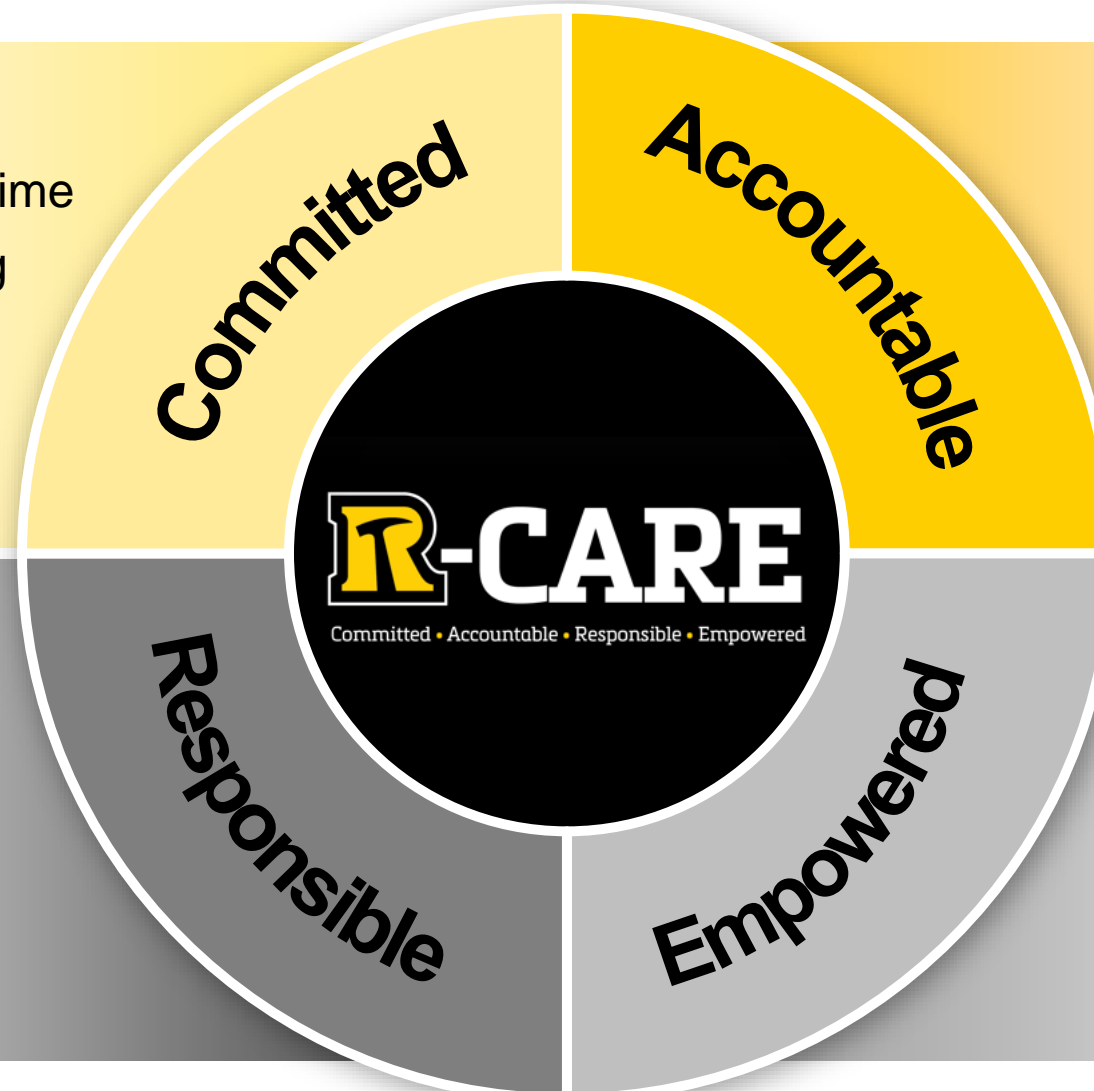 Committed
Accountable
R-CARE
Committed • Accountable • Responsible • Empowered
Responsible
Empowered